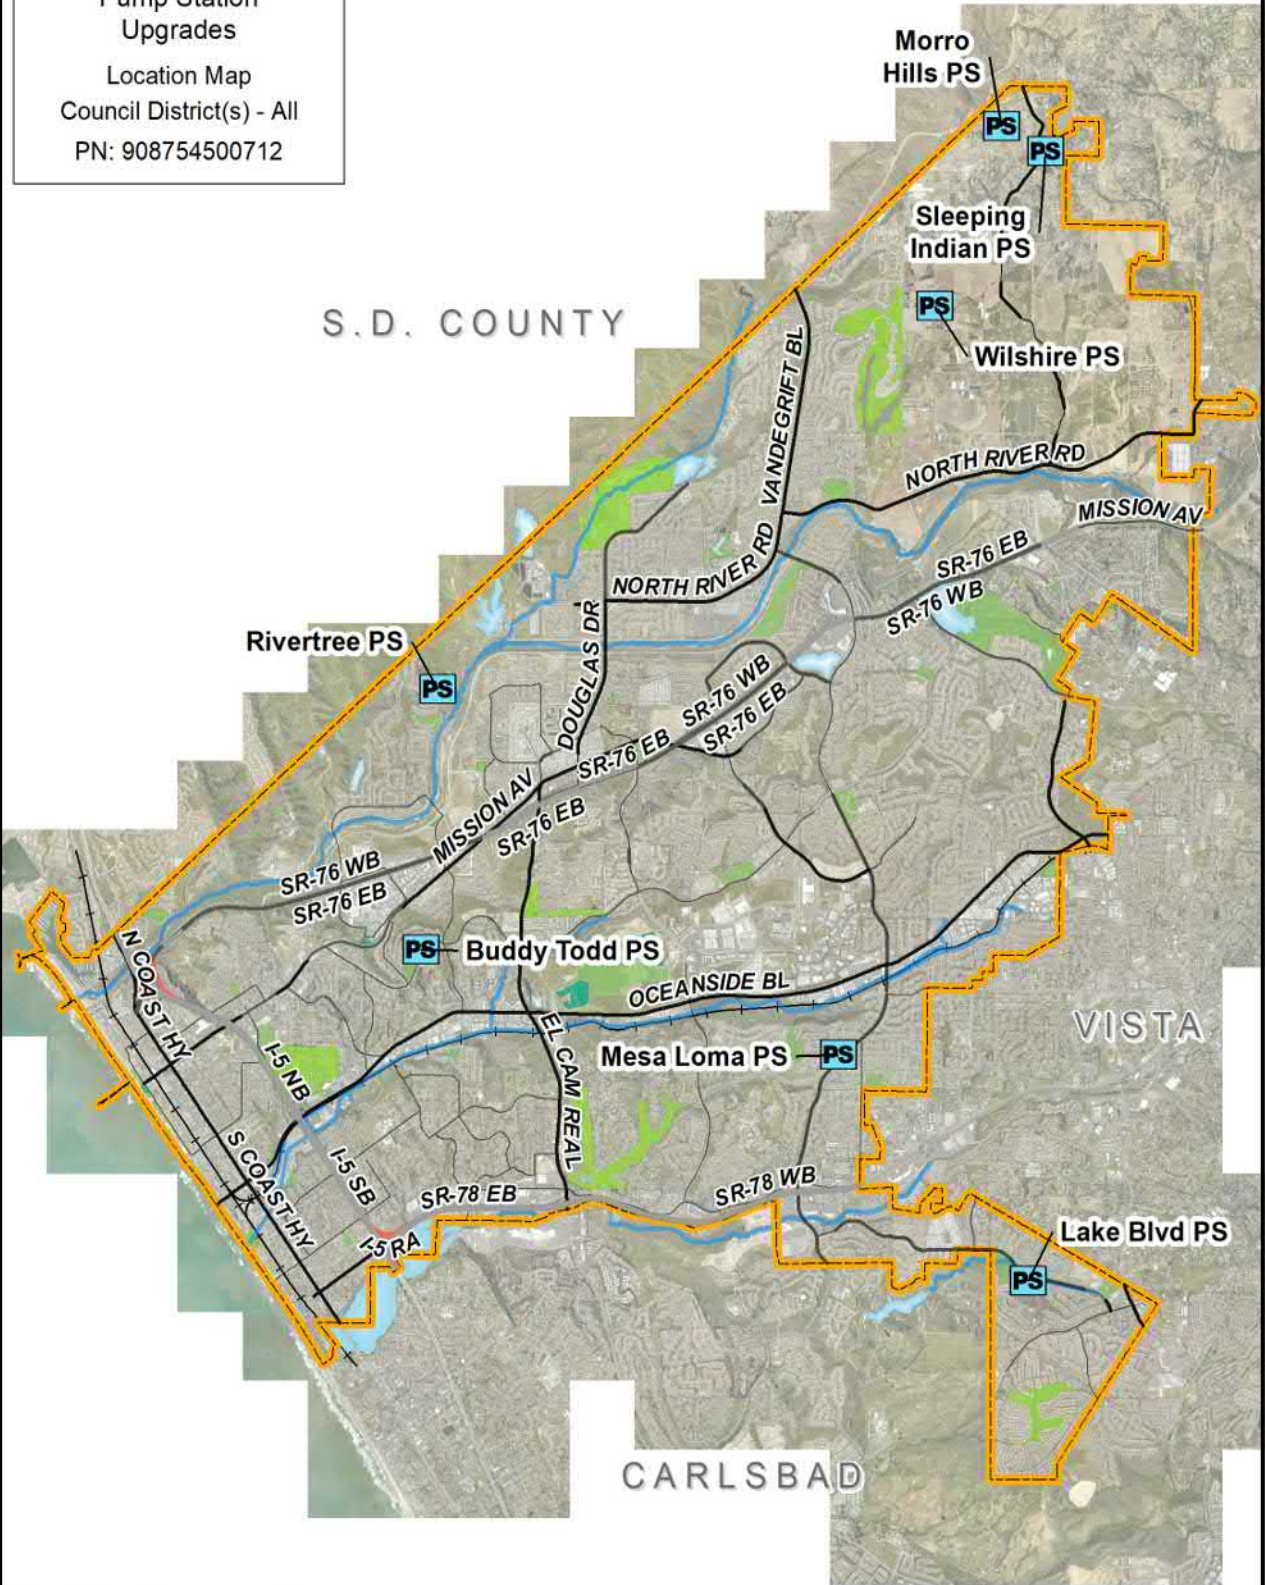 Pump Station
Upgrades
Location Map
Council District(s) - All
PN: 908754500712
Morro
Hills PS
PS
PS
Sleeping
Indian PS
PS
Wilshire PS
S.D. COUNTY
VANDEGRIFT BL
NORTH RIVER RD
MISSION AV
SR-76 EB
SR-76 WB
NORTH RIVER RD
DOUGLAS DR
Rivertree PS
PS
SR-76 WB
SR-76 EB
SR-76 EB
MISSION AV
SR-76 EB
SR-76 WB
SR-76 EB
N COAST HY
PS
Buddy Todd PS
OCEANSIDE BL
VISTA
Mesa Loma PS
PS
I-5 NB
EL CAM REAL
S COAST HY
I-5 SB
SR-78 EB
SR-78 WB
I-5 RA
Lake Blvd PS
PS
CARLSBAD